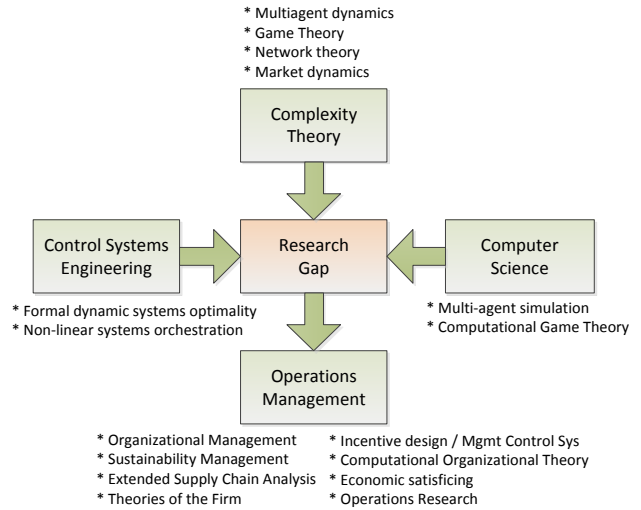 * Multiagent dynamics
* Game Theory
* Network theory
* Market dynamics
Complexity
Theory
Control Systems
Engineering
Research
Gap
Computer
Science
* Formal dynamic systems optimality
* Non-linear systems orchestration
* Multi-agent simulation
* Computational Game Theory
Operations
Management
* Organizational Management
* Sustainability Management
* Extended Supply Chain Analysis
* Theories of the Firm
* Incentive design / Mgmt Control Sys
* Computational Organizational Theory
* Economic satisficing
* Operations Research